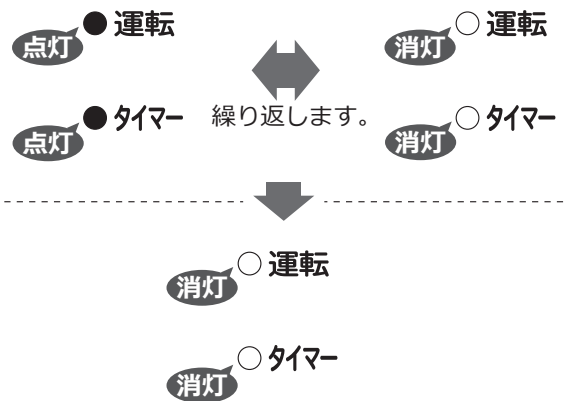 点灯 ● 運転
消灯 ○ 運転
点灯 ● タイマー
繰り返します。
消灯 ○ タイマー
消灯 ○ 運転
消灯 ○ タイマー